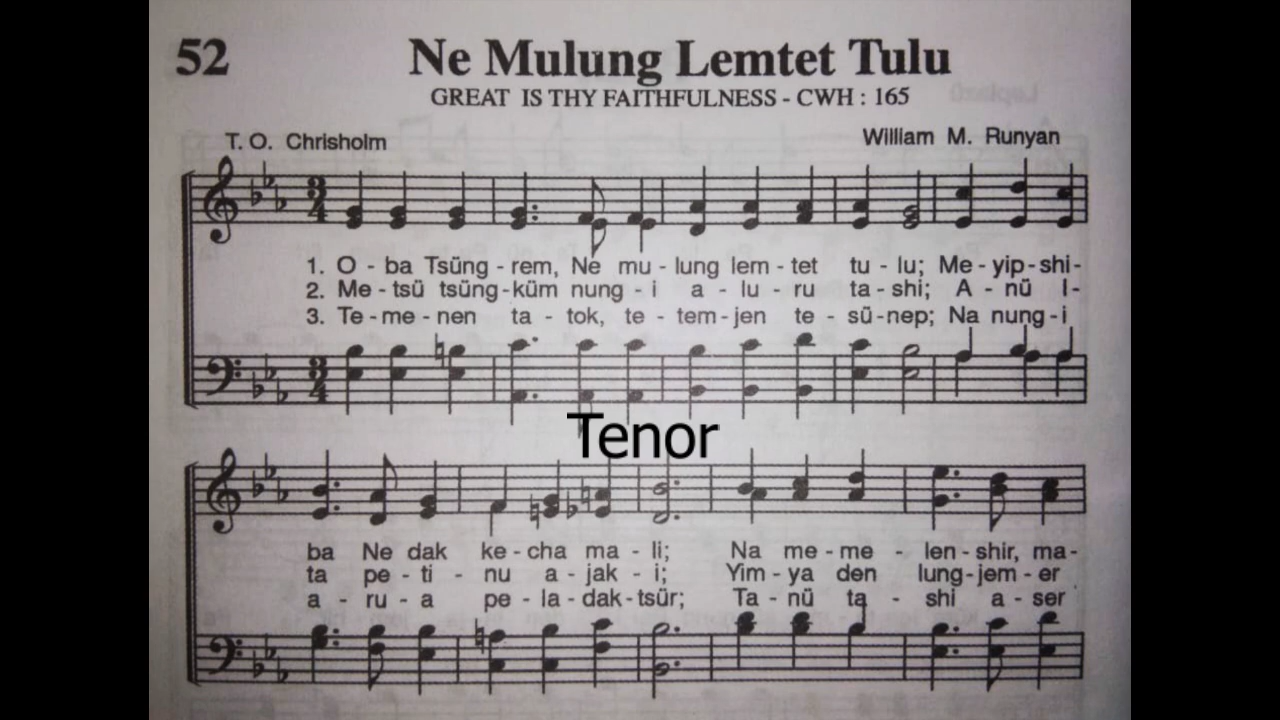 52 Ne Mulung Lemtet Tulu
GREAT IS THY FAITHFULNESS - CWH : 165
T. O. Chrisholm William M. Runyan
3
4
1. O - ba Tsüng - rem, Ne mu - lung lem - tet tu - lu; Me - yip - shi-
2. Me - tsü tsüng - küm nung - i a - lu - ru ta - shi; A - nü I-
3. Te - me - nen ta - tok, te - tem - jen te - sü - nep; Na nung - i
3
4
Tenor
ba Ne dak ke - cha ma - li; Na me - me - len - shir, ma-
ta pe - ti - nu a - jak - i; Yim - ya den lung - jem - er
a - ru - a pe - la - dak - tsür; Ta - nü ta - shi a - ser